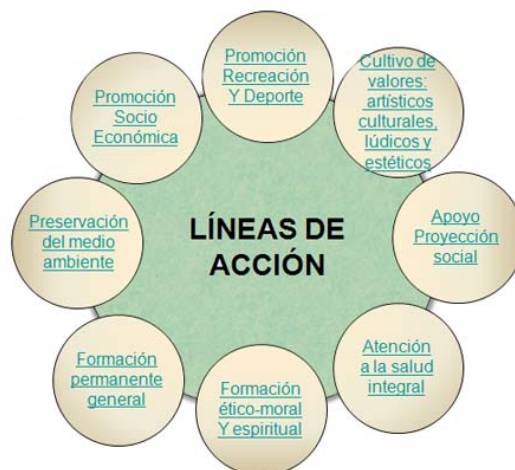 Promoción
Recreación
Y Deporte
Cultivo de
valores:
artísticos
culturales,
lúdicos y
estéticos
Apoyo
Proyección
social
Atención
a la salud
integral
Formación
ético-moral
Y espiritual
Formación
permanente
general
Preservación
del medio
ambiente
Promoción
Socio
Económica
LÍNEAS DE
ACCIÓN